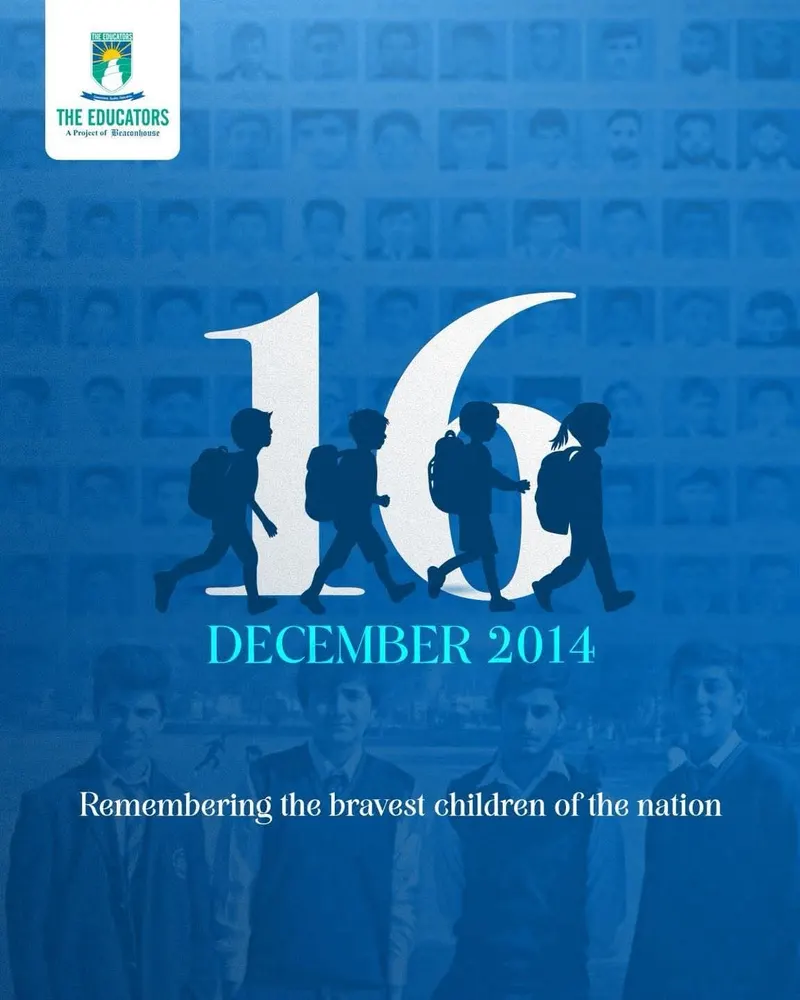 THE EDUCATORS
THE EDUCATORS
A Project of Beaconhouse
16
DECEMBER 2014
Remembering the bravest children of the nation